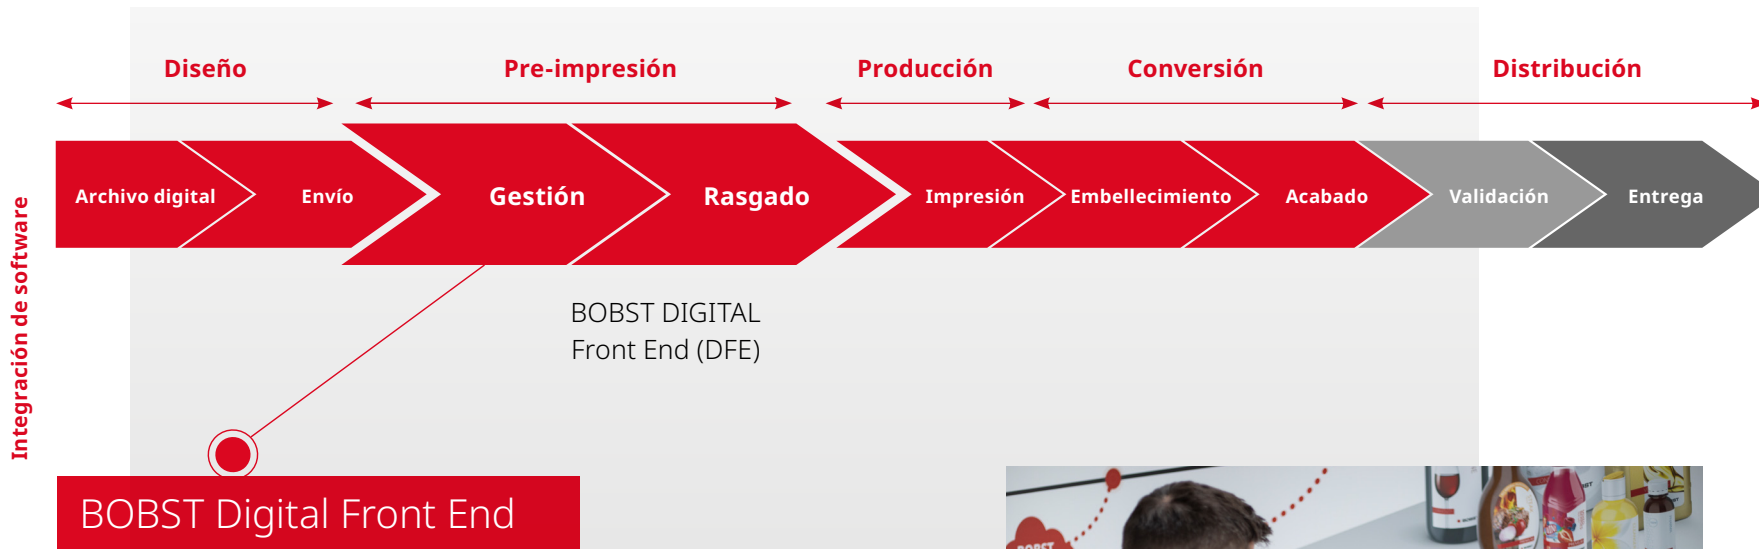 Diseño
Pre-impresión
Producción
Conversión
Distribución
Archivo digital
Envío
Gestión
Rasgado
Impresión
Embellecimiento
Acabado
Validación
Entrega
Integración de software
BOBST DIGITAL
Front End (DFE)
BOBST Digital Front End
BOBST